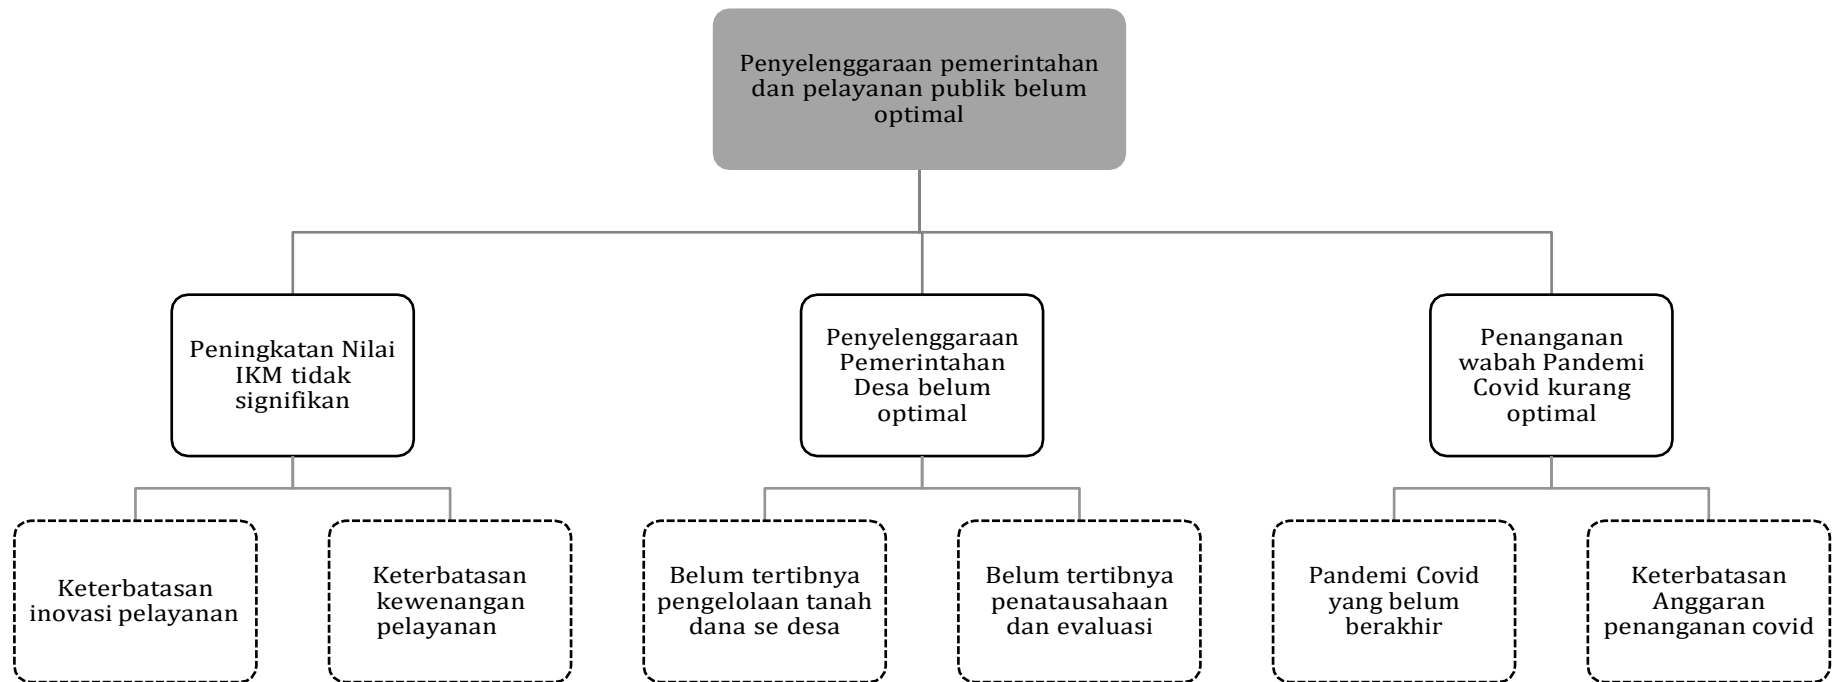 Penyelenggaraan pemerintahan
dan pelayanan publik belum
optimal
Peningkatan Nilai
IKM tidak
signifikan
Penyelenggaraan
Pemerintahan
Desa belum
optimal
Penanganan
wabah Pandemi
Covid kurang
optimal
Keterbatasan
inovasi pelayanan
Keterbatasan
kewenangan
pelayanan
Belum tertibnya
pengelolaan tanah
dana se desa
Belum tertibnya
penatausahaan
dan evaluasi
Pandemi Covid
yang belum
berakhir
Keterbatasan
Anggaran
penanganan covid